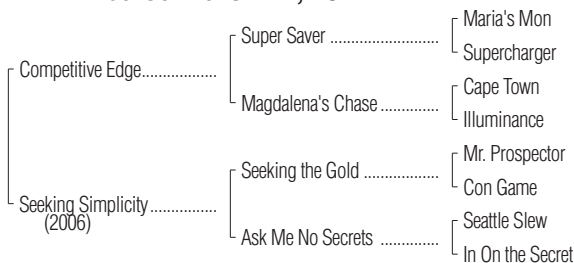 Maria's Mon
Super Saver ..........................
Supercharger
Competitive Edge.................
Cape Town
Magdalena's Chase ..............
Illuminance
Mr. Prospector
Seeking the Gold ..................
Con Game
Seeking Simplicity................
(2006)
Seattle Slew
Ask Me No Secrets ..............
In On the Secret